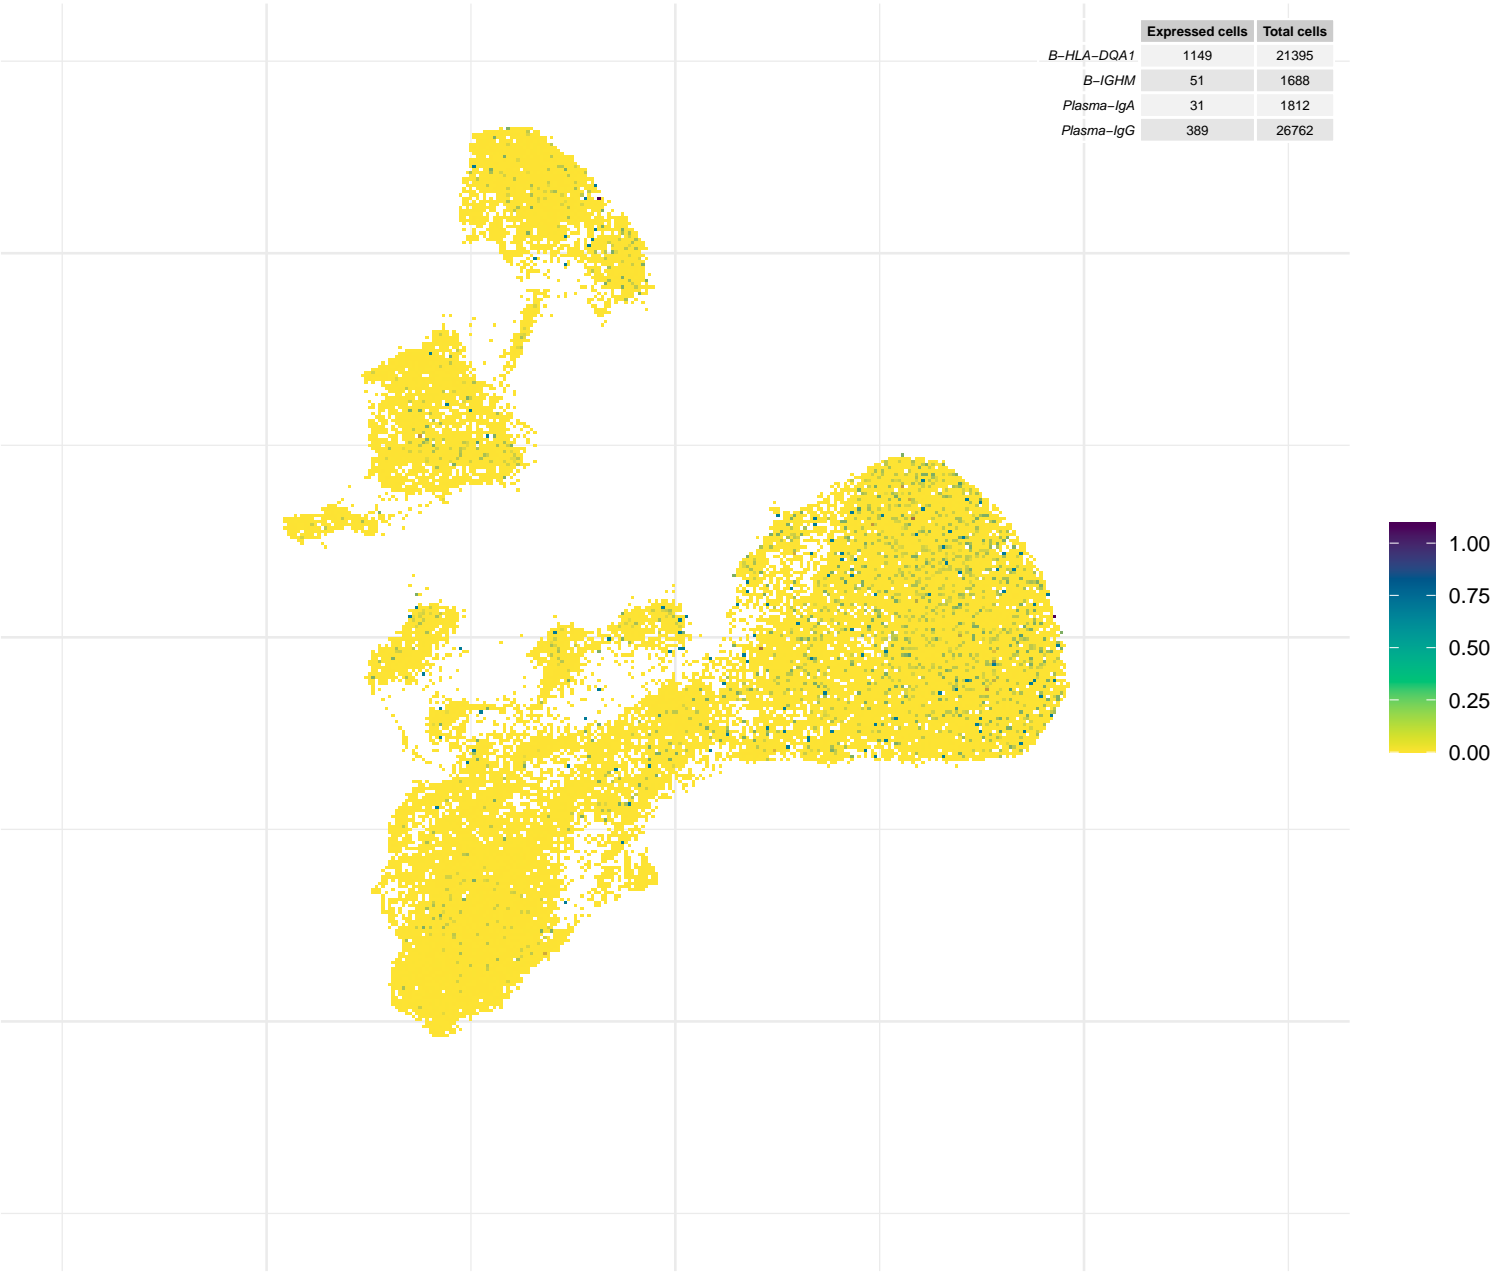 Expressed cells Total cells
B−HLA−DQA1 1149 21395
B−IGHM 51 1688
Plasma−IgA 31 1812
Plasma−IgG 389 26762
1.00
0.75
0.50
0.25
0.00